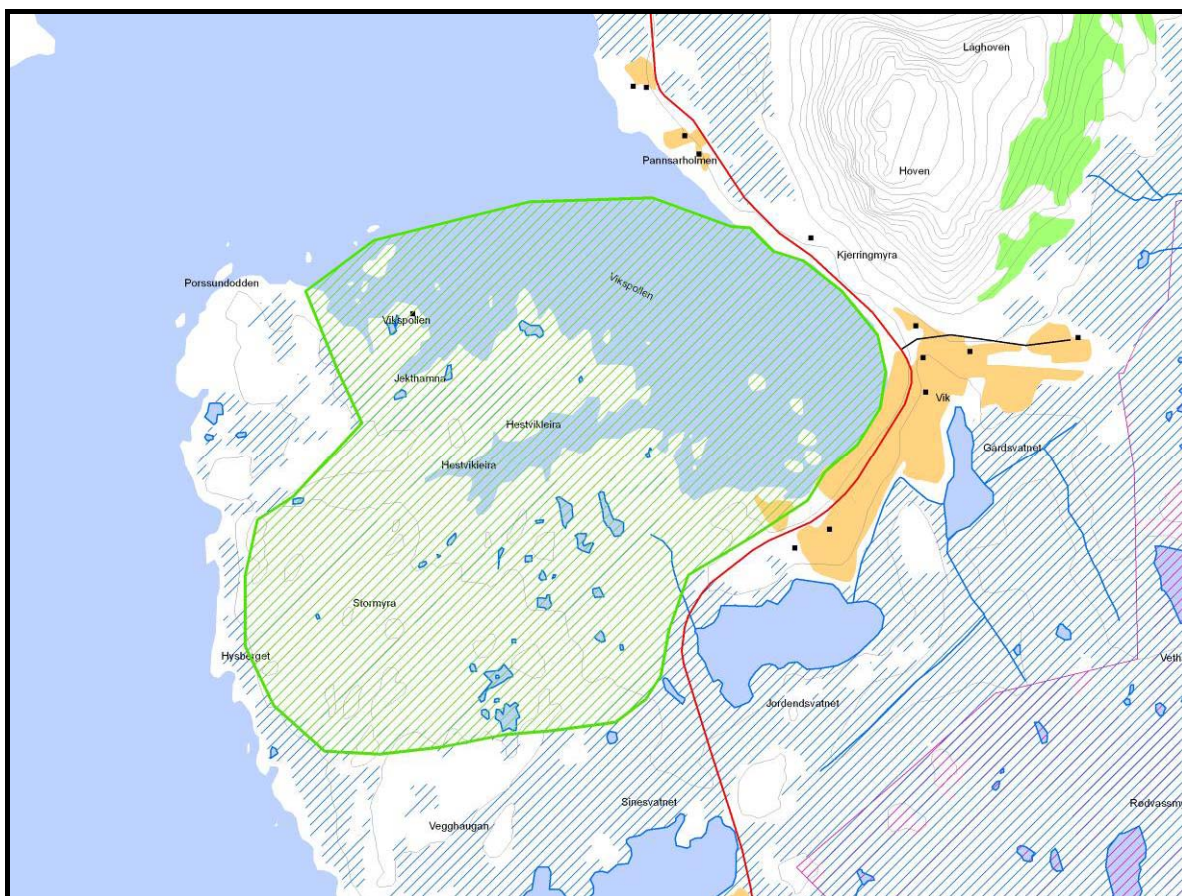 Låghoven
Pannsarholmen
Hoven
Kjerringmyra
Porssundodden
Vikspollen
Vikspollen
Jekthamna
Vik
Hestvikleira
Gårdsvatnet
Hestvikleira
Stormyra
Hysberget
Jordendsvatnet
Sinesvatnet
Vegghaugan